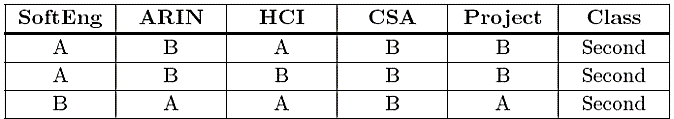 SoftEng ARIN HCI CSA Project Class
A B A B B Second
A B B B B Second
B A A B A Second